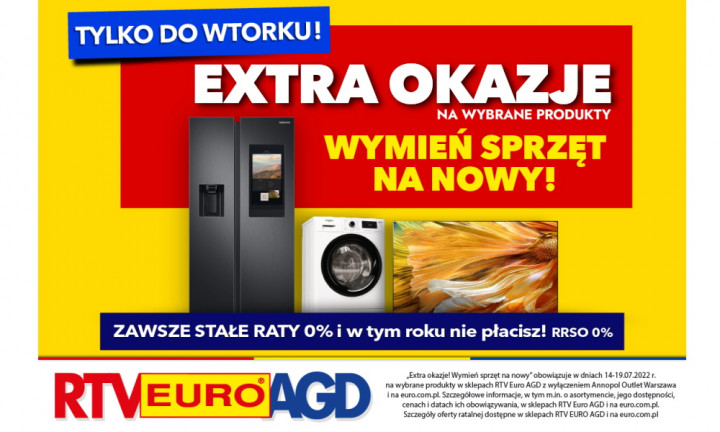 TYLKO DO WTORKU!
EXTRA OKAZJE
NA WYBRANE PRODUKTY
WYMIEŃ SPRZĘT
NA NOWY!
ZAWSZE STAŁE RATY 0% i w tym roku nie płacisz! RRSO 0%
RTV EURO® AGD
„Extra okazje! Wymień sprzęt na nowy" obowiązuje w dniach 14-19.07.2022 r.
na wybrane produkty w sklepach RTV Euro AGD z wyłączeniem Annopol Outlet Warszawa
i na euro.com.pl. Szczegółowe informacje, w tym m.in. o asortymencie, jego dostępności,
cenach i datach ich obowiązywania, w sklepach RTV EURO AGD i na euro.com.pl.
Szczegóły oferty ratalnej dostępne w sklepach RTV EURO AGD i na euro.com.pl